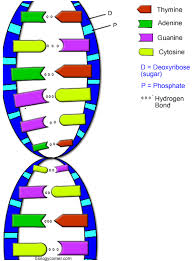 Thymine
Adenine
Guanine
Cytosine
D = Deoxyribose
(sugar)
P = Phosphate
Hydrogen
Bond
D
P
biologycorner.com